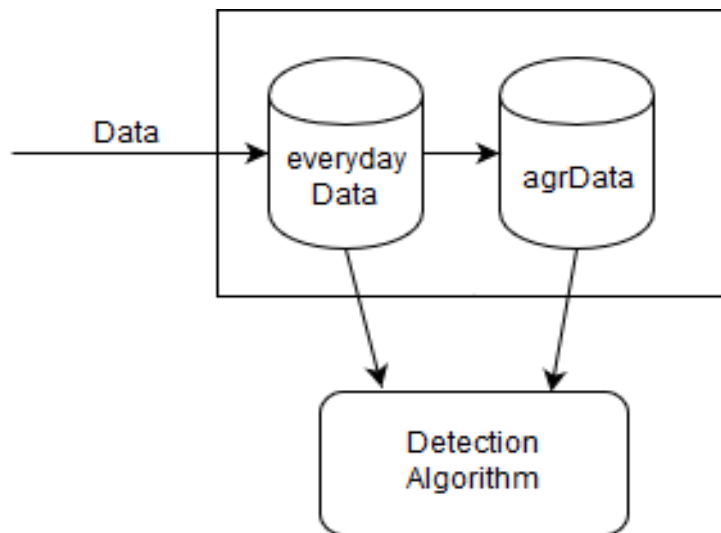 Data
everyday
Data
agrData
Detection
Algorithm